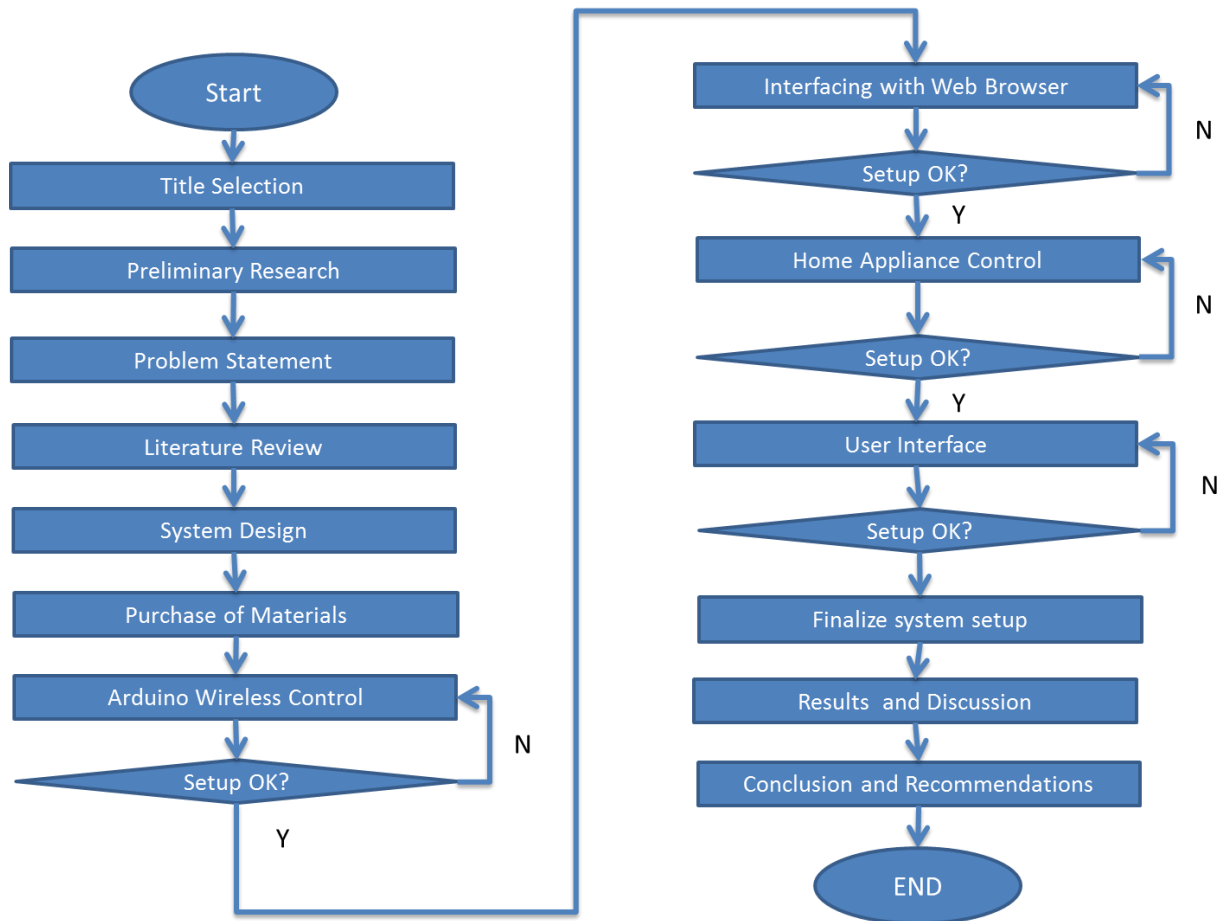 Start
Title Selection
Preliminary Research
Problem Statement
Literature Review
System Design
Purchase of Materials
Arduino Wireless Control
N
Setup OK?
Y
Interfacing with Web Browser
N
Setup OK?
Y
Home Appliance Control
N
Setup OK?
Y
User Interface
N
Setup OK?
Finalize system setup
Results and Discussion
Conclusion and Recommendations
END